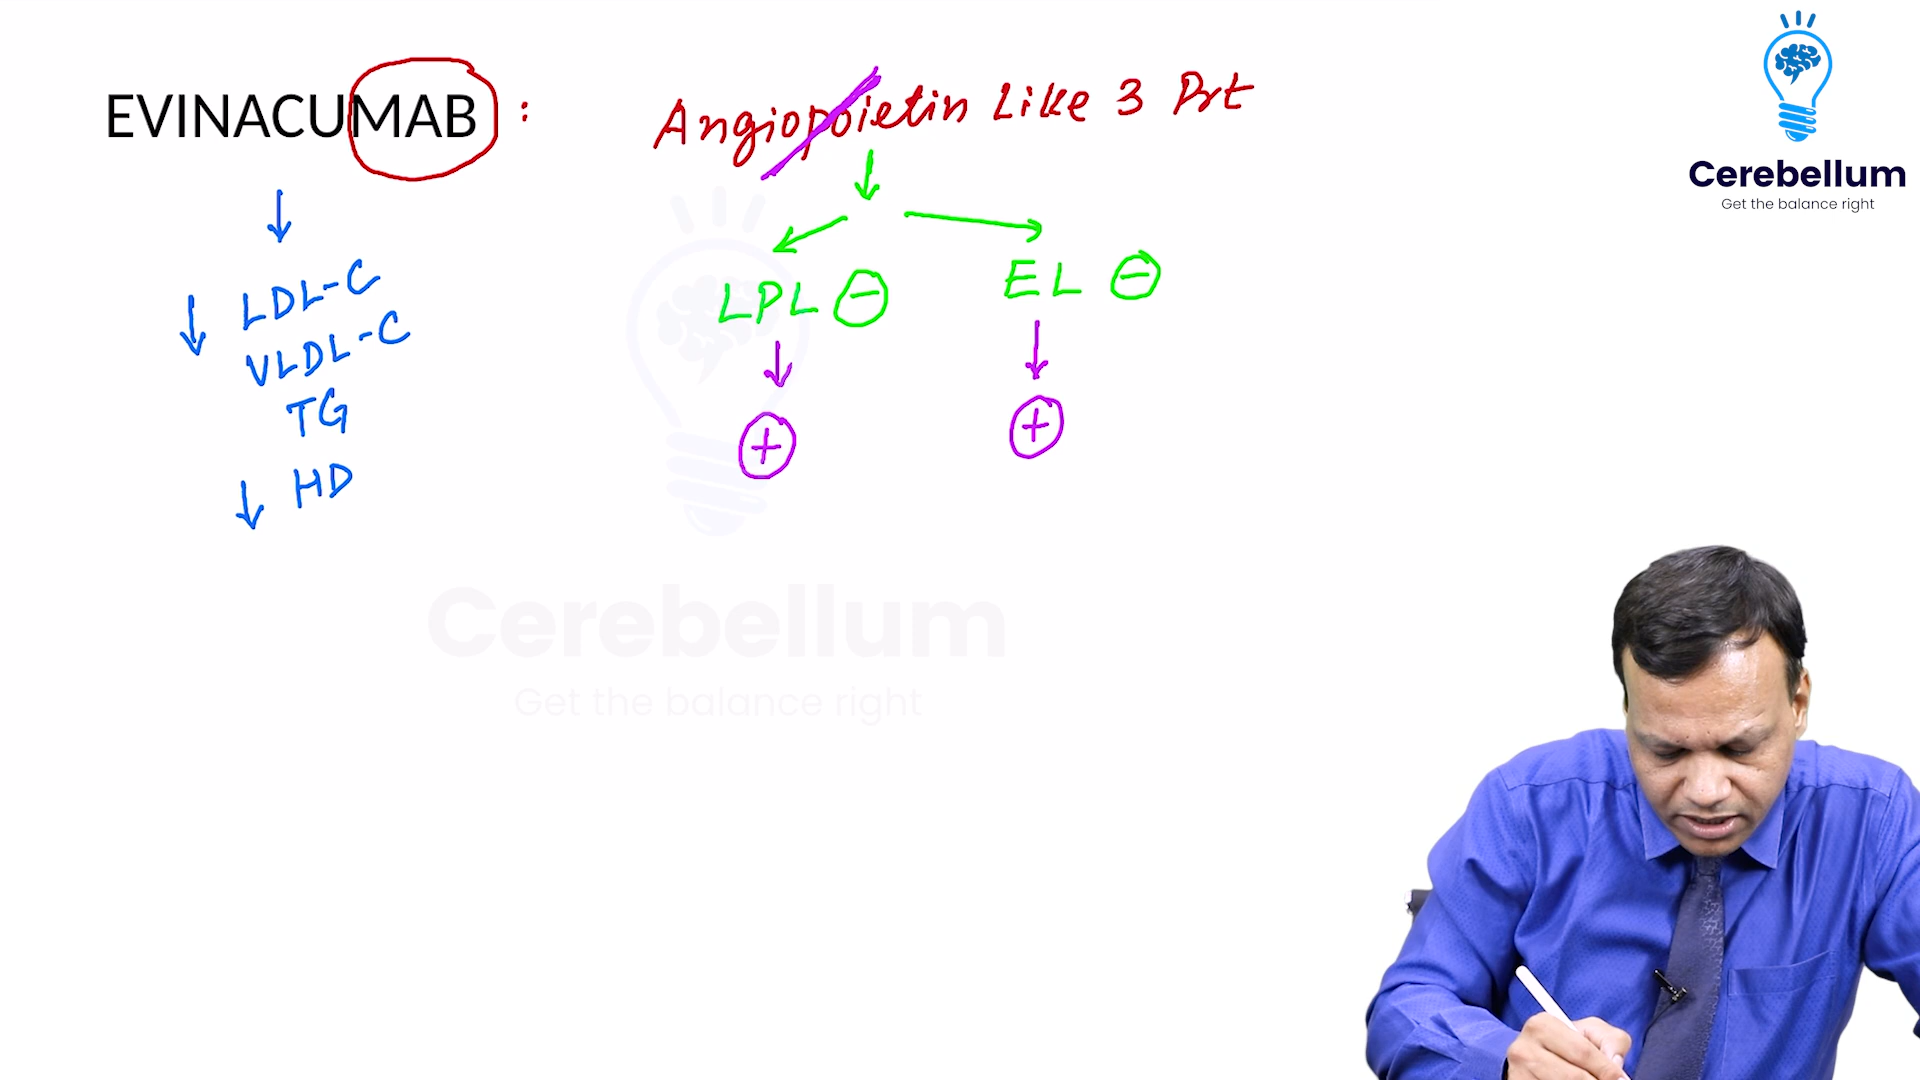 EVINACUMAB :
Angiopoietin Like 3 Prt
LPL ⊖
EL ⊖
⊕
⊕
↓ LDL-C
VLDL-C
TG
↓ HD
Cerebellum
Get the balance right
Cerebellum
Get the balance right